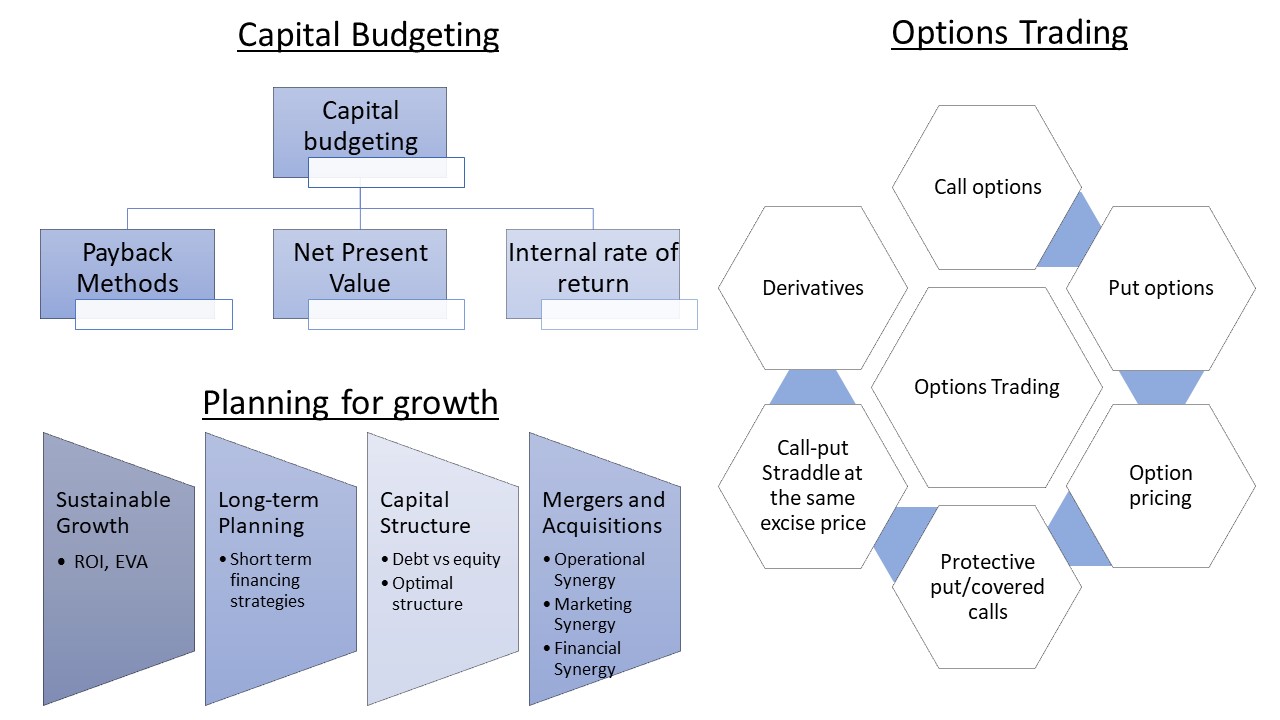 Capital Budgeting
Capital
budgeting
Payback
Methods
Net Present
Value
Internal rate of
return
Planning for growth
Sustainable
Growth
• ROI, EVA
Long-term
Planning
• Short term
financing
strategies
Capital
Structure
• Debt vs equity
• Optimal
structure
Mergers and
Acquisitions
• Operational
Synergy
• Marketing
Synergy
• Financial
Synergy
Options Trading
Call options
Put options
Option
pricing
Protective
put/covered
calls
Call-put
Straddle at
the same
excise price
Derivatives
Options Trading